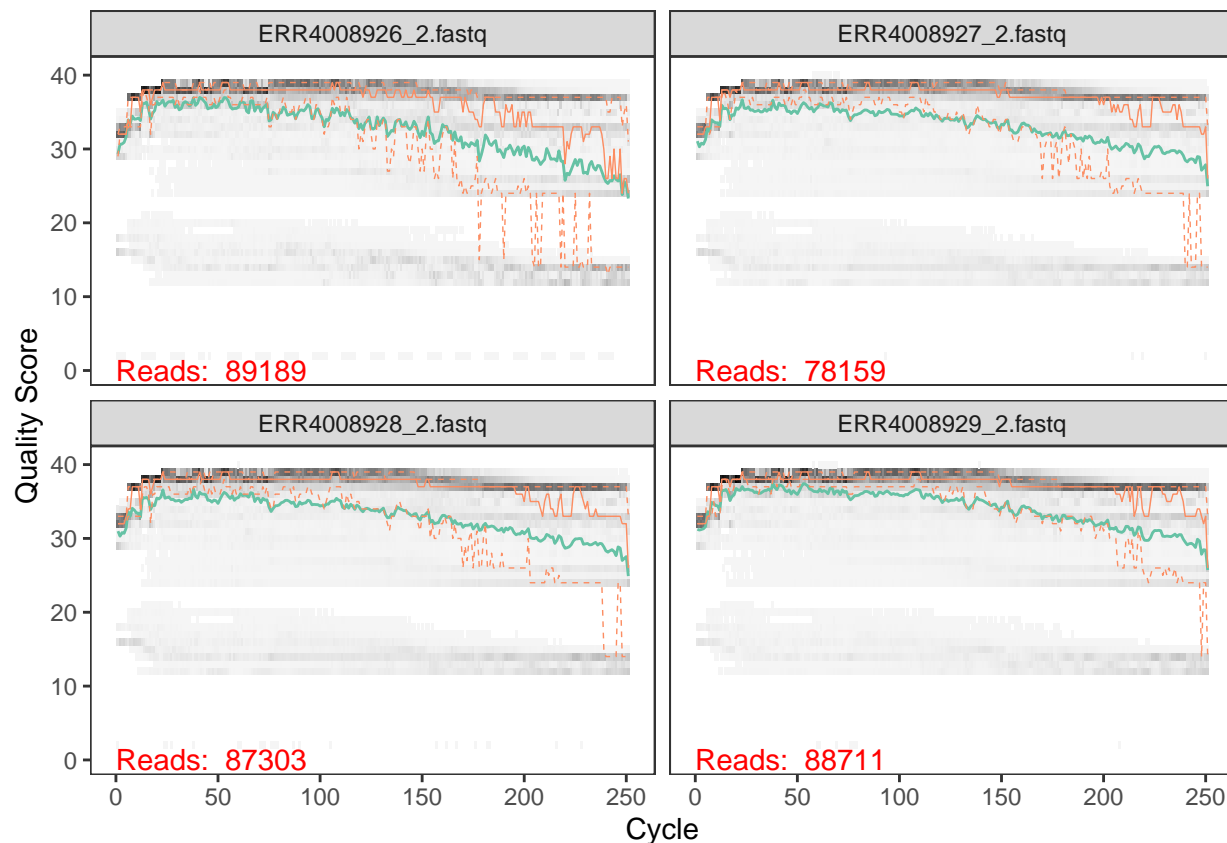 ERR4008926_2.fastq
ERR4008927_2.fastq
40
30
20
10
0
Reads:  89189
Reads:  78159
ERR4008928_2.fastq
ERR4008929_2.fastq
40
30
20
10
0
Reads:  87303
Reads:  88711
Quality Score
0 50 100 150 200 250
0 50 100 150 200 250
Cycle